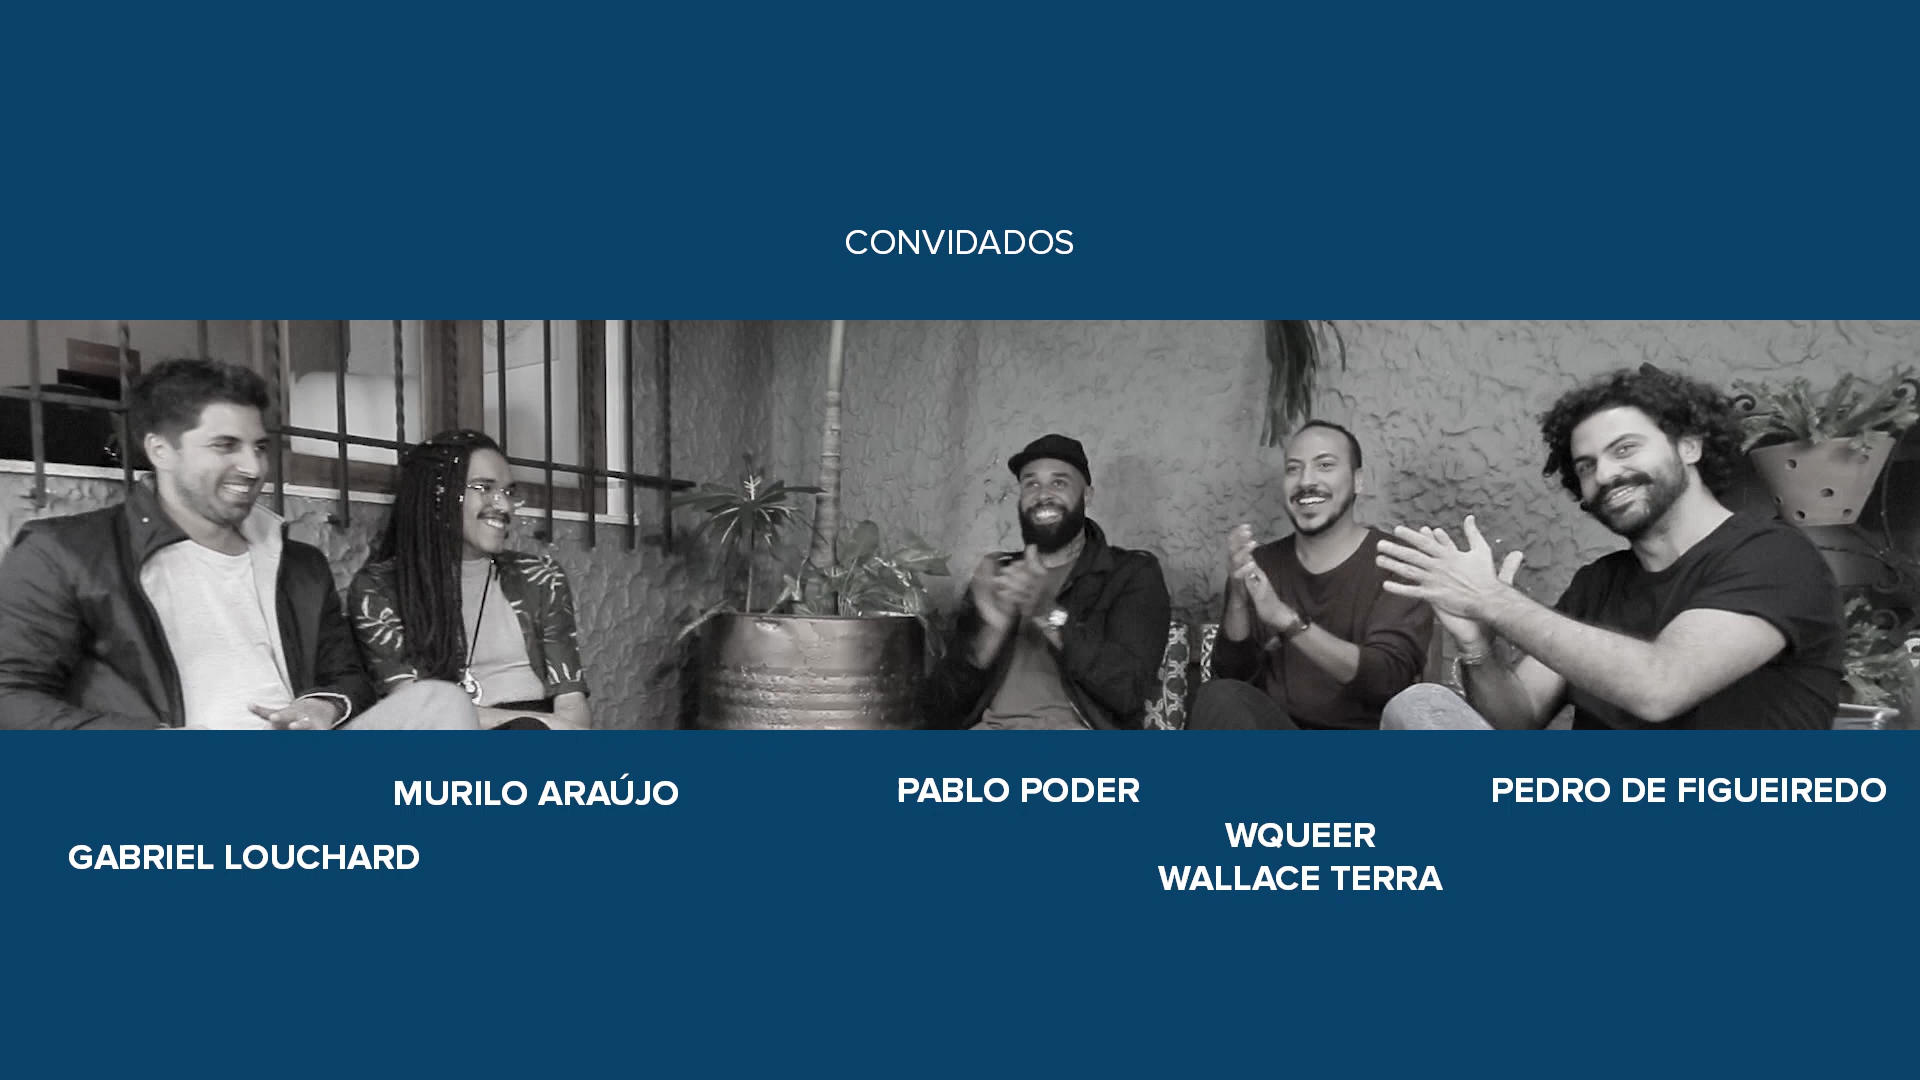 CONVIDADOS
MURILO ARAÚJO
PABLO PODER
PEDRO DE FIGUEIREDO
WQUEER
GABRIEL LOUCHARD
WALLACE TERRA